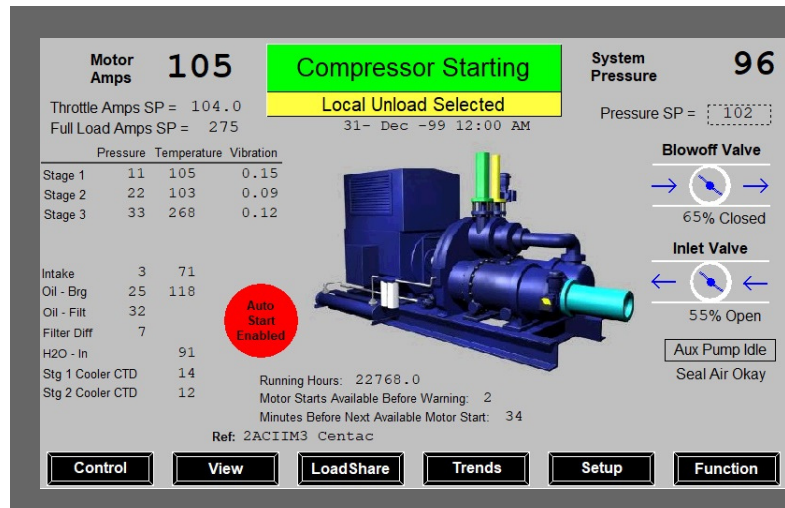 Motor Amps 105
Compressor Starting
System Pressure 96
Throttle Amps SP = 104.0
Local Unload Selected
Pressure SP = 102
Full Load Amps SP = 275
31- Dec -99 12:00 AM
Pressure Temperature Vibration
Stage 1 11 105 0.15
Stage 2 22 103 0.09
Stage 3 33 268 0.12
Intake 3 71
Oil - Brg 25 118
Oil - Filt 32
Filter Diff 7
H2O - In 91
Stg 1 Cooler CTD 14
Stg 2 Cooler CTD 12
Auto
Start
Enabled
Blowoff Valve
65% Closed
Inlet Valve
55% Open
Aux Pump Idle
Seal Air Okay
Running Hours: 22768.0
Motor Starts Available Before Warning: 2
Minutes Before Next Available Motor Start: 34
Ref: 2ACIIM3 Centac
Control View LoadShare Trends Setup Function